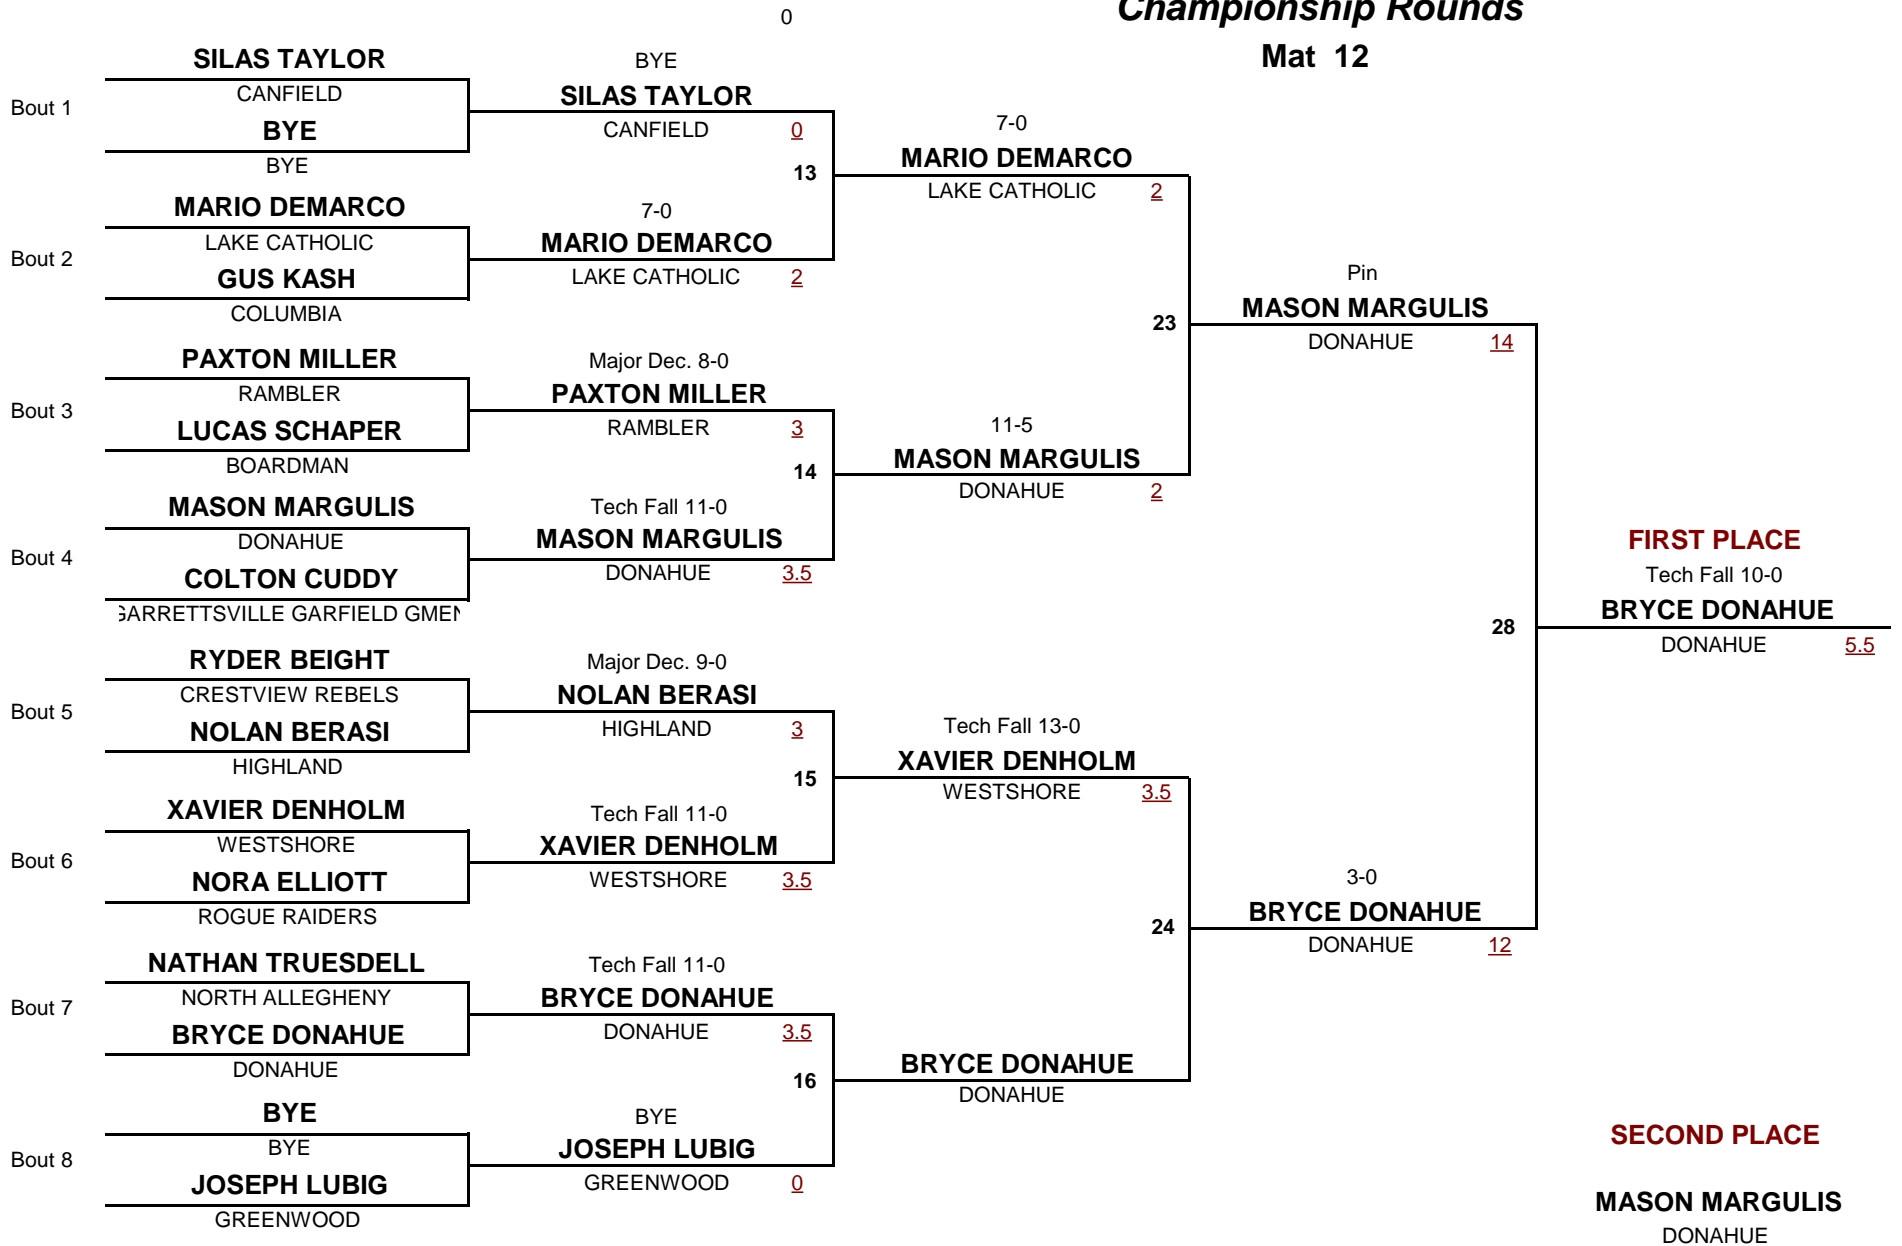 Championship Rounds
0
Mat 12
SILAS TAYLOR
CANFIELD
Bout 1
BYE
BYE
MARIO DEMARCO
LAKE CATHOLIC
Bout 2
GUS KASH
COLUMBIA
PAXTON MILLER
RAMBLER
Bout 3
LUCAS SCHAPER
BOARDMAN
MASON MARGULIS
DONAHUE
Bout 4
COLTON CUDDY
GARRETTSVILLE GARFIELD GMEN
RYDER BEIGHT
CRESTVIEW REBELS
Bout 5
NOLAN BERASI
HIGHLAND
XAVIER DENHOLM
WESTSHORE
Bout 6
NORA ELLIOTT
ROGUE RAIDERS
NATHAN TRUESDELL
NORTH ALLEGHENY
Bout 7
BRYCE DONAHUE
DONAHUE
BYE
BYE
Bout 8
JOSEPH LUBIG
GREENWOOD
BYE
SILAS TAYLOR
CANFIELD 0
13
7-0
MARIO DEMARCO
LAKE CATHOLIC 2
Major Dec. 8-0
PAXTON MILLER
RAMBLER 3
14
Tech Fall 11-0
MASON MARGULIS
DONAHUE 3.5
Major Dec. 9-0
NOLAN BERASI
HIGHLAND 3
15
Tech Fall 11-0
XAVIER DENHOLM
WESTSHORE 3.5
Tech Fall 11-0
BRYCE DONAHUE
DONAHUE 3.5
16
BYE
JOSEPH LUBIG
GREENWOOD 0
7-0
MARIO DEMARCO
LAKE CATHOLIC 2
23
11-5
MASON MARGULIS
DONAHUE 2
Tech Fall 13-0
XAVIER DENHOLM
WESTSHORE 3.5
24
BRYCE DONAHUE
DONAHUE
Pin
MASON MARGULIS
DONAHUE 14
28
3-0
BRYCE DONAHUE
DONAHUE 12
FIRST PLACE
Tech Fall 10-0
BRYCE DONAHUE
DONAHUE 5.5
SECOND PLACE
MASON MARGULIS
DONAHUE